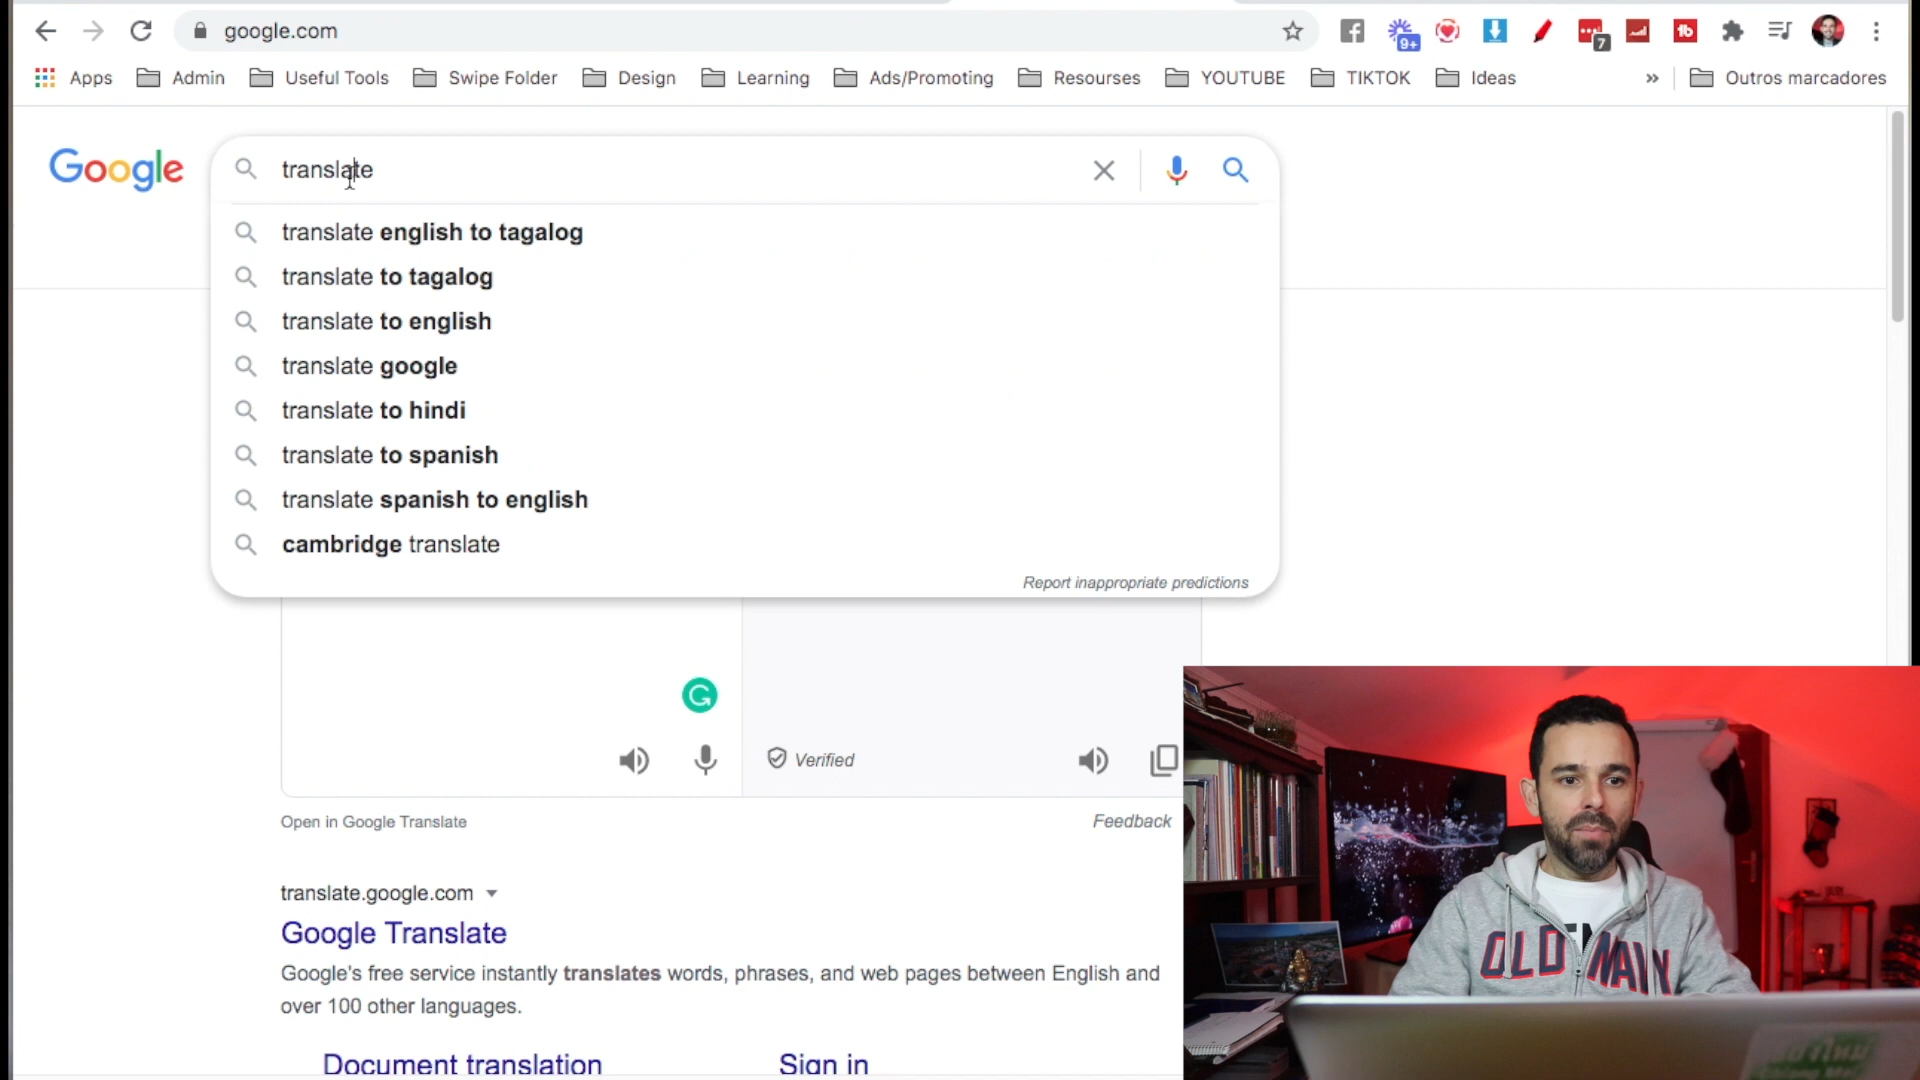 google.com
9+
7
Apps
Admin
Useful Tools
Swipe Folder
Design
Learning
Ads/Promoting
Resourses
YOUTUBE
TIKTOK
Ideas
»
Outros marcadores
Google
translate
translate english to tagalog
translate to tagalog
translate to english
translate google
translate to hindi
translate to spanish
translate spanish to english
cambridge translate
Report inappropriate predictions
Verified
Open in Google Translate
Feedback
translate.google.com
Google Translate
Google's free service instantly translates words, phrases, and web pages between English and
over 100 other languages.
Document translation
Sign in
OLD NAVY